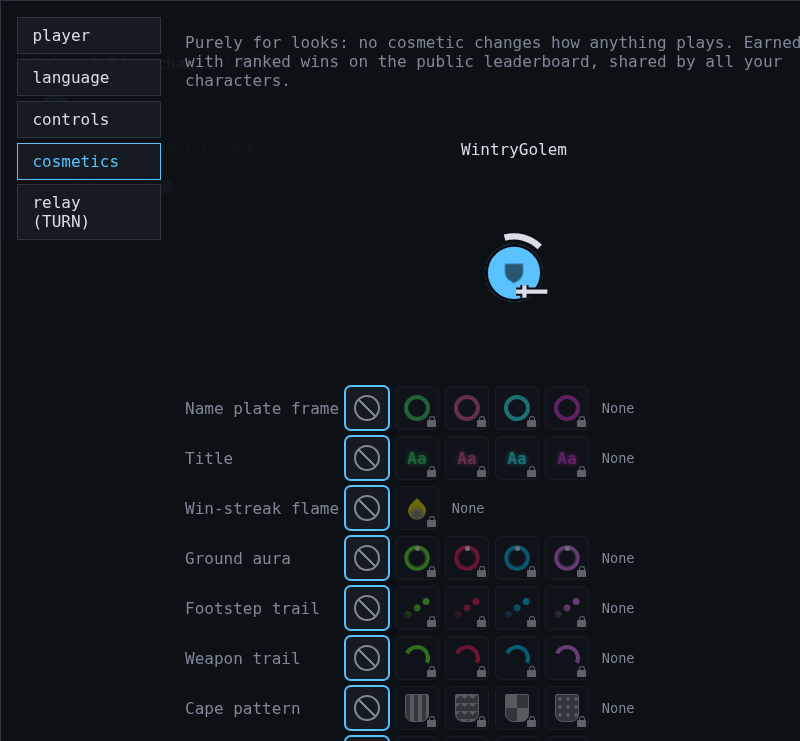 player
language
controls
cosmetics
relay
(TURN)
Purely for looks: no cosmetic changes how anything plays. Earned
with ranked wins on the public leaderboard, shared by all your
characters.
WintryGolem
Name plate frame None
Title Aa Aa Aa Aa None
Win-streak flame None
Ground aura None
Footstep trail None
Weapon trail None
Cape pattern None